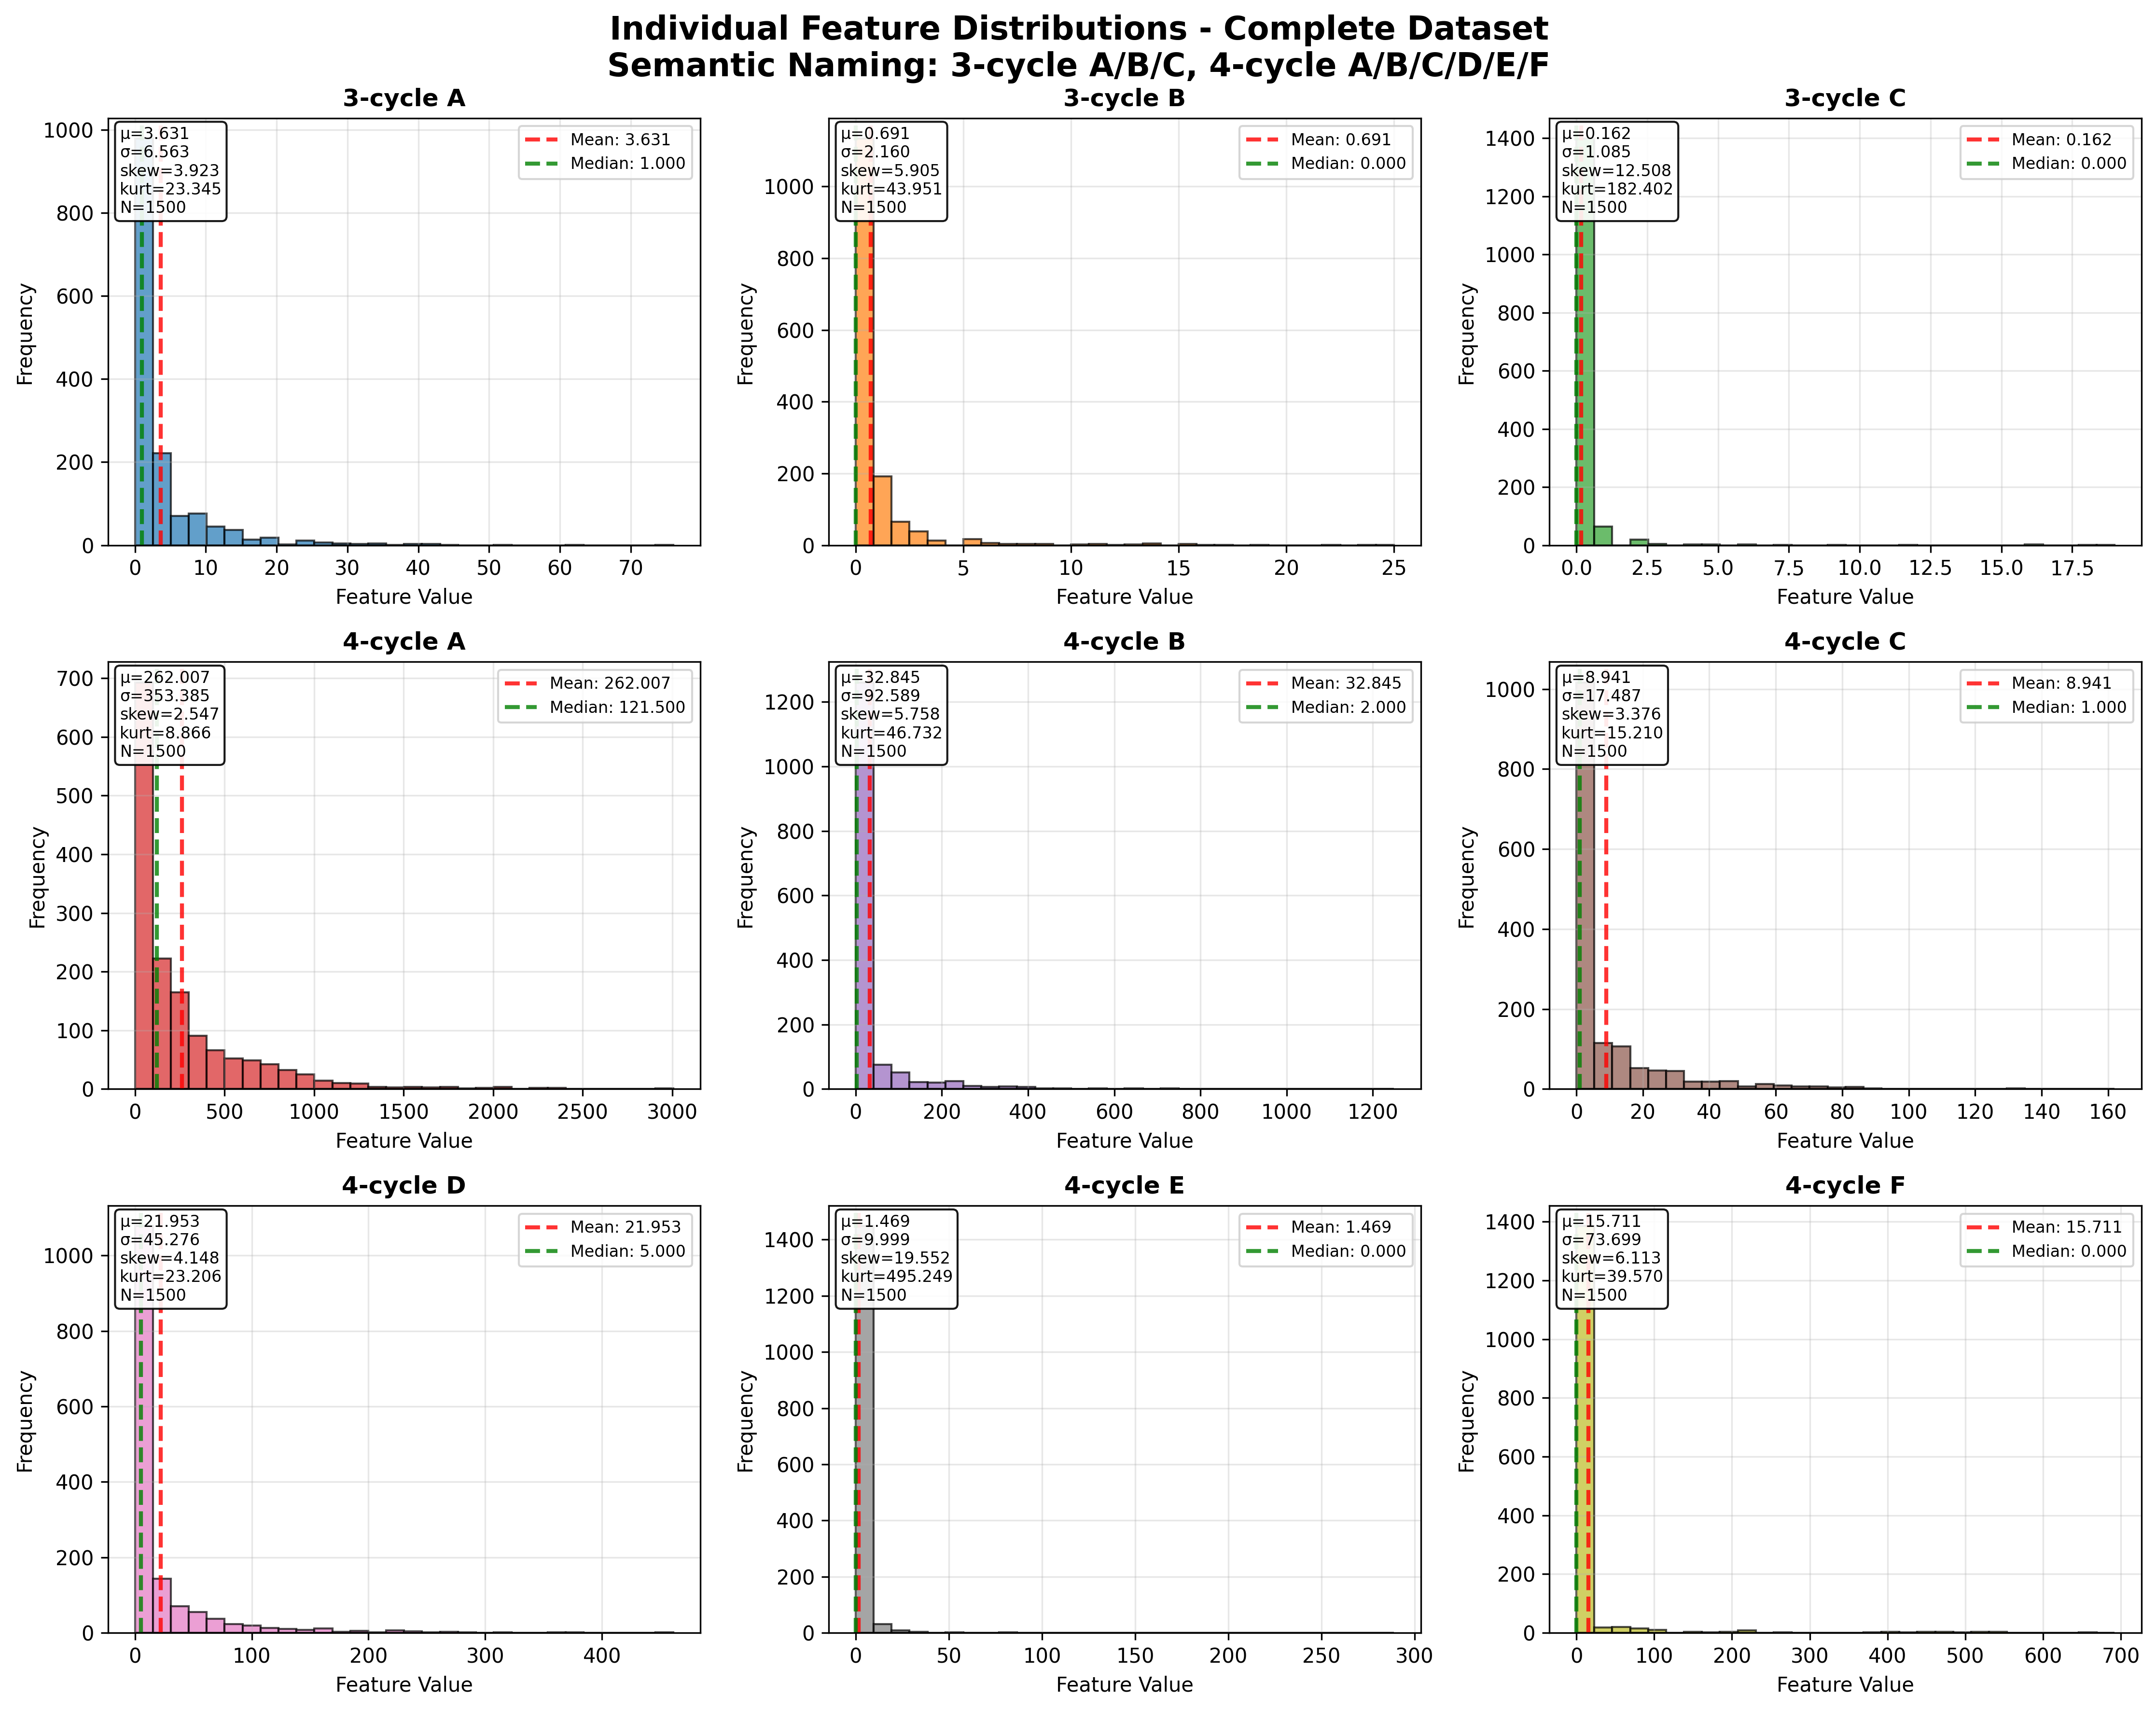 Individual Feature Distributions - Complete Dataset
Semantic Naming: 3-cycle A/B/C, 4-cycle A/B/C/D/E/F
3-cycle A
μ=3.631
σ=6.563
skew=3.923
kurt=23.345
N=1500
Mean: 3.631
Median: 1.000
Frequency
1000
800
600
400
200
0
0 10 20 30 40 50 60 70
Feature Value
3-cycle B
μ=0.691
σ=2.160
skew=5.905
kurt=43.951
N=1500
Mean: 0.691
Median: 0.000
Frequency
1000
800
600
400
200
0
0 5 10 15 20 25
Feature Value
3-cycle C
μ=0.162
σ=1.085
skew=12.508
kurt=182.402
N=1500
Mean: 0.162
Median: 0.000
Frequency
1400
1200
1000
800
600
400
200
0
0.0 2.5 5.0 7.5 10.0 12.5 15.0 17.5
Feature Value
4-cycle A
μ=262.007
σ=353.385
skew=2.547
kurt=8.866
N=1500
Mean: 262.007
Median: 121.500
Frequency
700
600
500
400
300
200
100
0
0 500 1000 1500 2000 2500 3000
Feature Value
4-cycle B
μ=32.845
σ=92.589
skew=5.758
kurt=46.732
N=1500
Mean: 32.845
Median: 2.000
Frequency
1200
1000
800
600
400
200
0
0 200 400 600 800 1000 1200
Feature Value
4-cycle C
μ=8.941
σ=17.487
skew=3.376
kurt=15.210
N=1500
Mean: 8.941
Median: 1.000
Frequency
1000
800
600
400
200
0
0 20 40 60 80 100 120 140 160
Feature Value
4-cycle D
μ=21.953
σ=45.276
skew=4.148
kurt=23.206
N=1500
Mean: 21.953
Median: 5.000
Frequency
1000
800
600
400
200
0
0 100 200 300 400
Feature Value
4-cycle E
μ=1.469
σ=9.999
skew=19.552
kurt=495.249
N=1500
Mean: 1.469
Median: 0.000
Frequency
1400
1200
1000
800
600
400
200
0
0 50 100 150 200 250 300
Feature Value
4-cycle F
μ=15.711
σ=73.699
skew=6.113
kurt=39.570
N=1500
Mean: 15.711
Median: 0.000
Frequency
1400
1200
1000
800
600
400
200
0
0 100 200 300 400 500 600 700
Feature Value